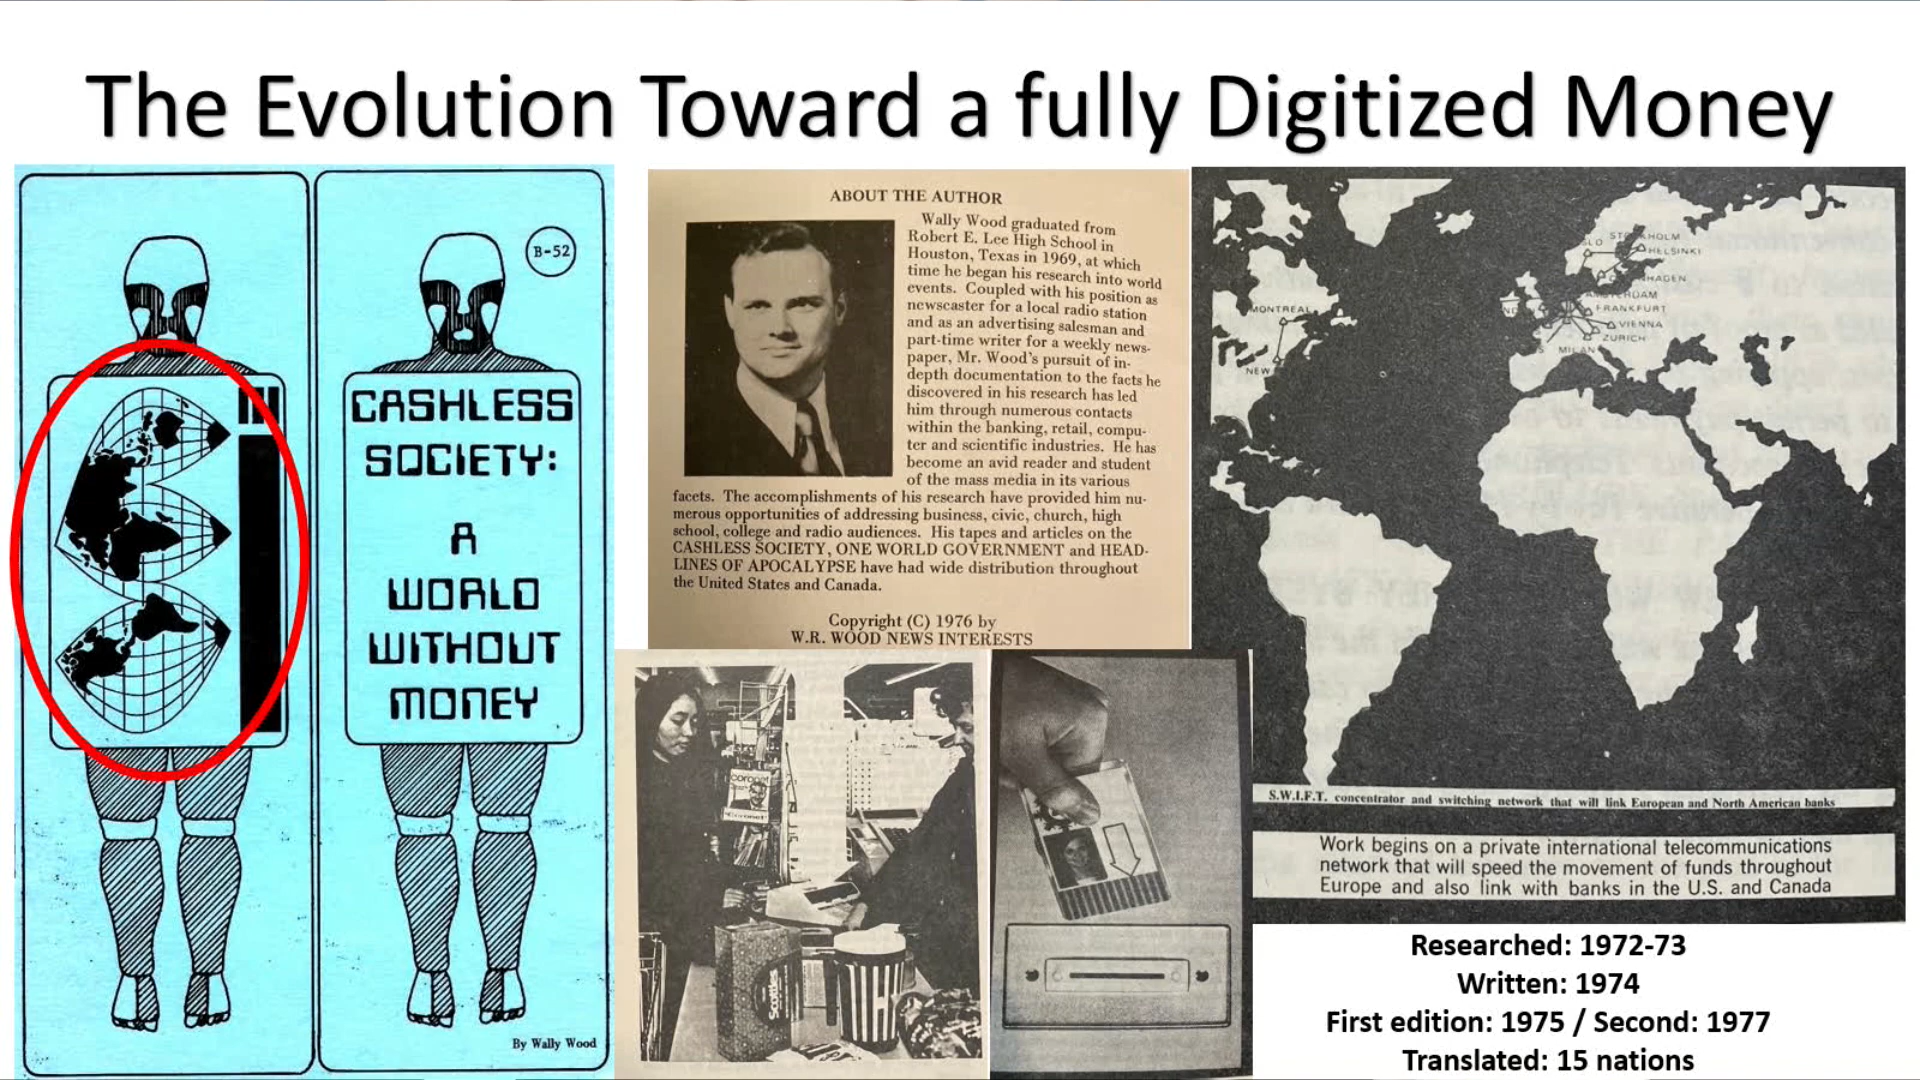 The Evolution Toward a fully Digitized Money
B-52
CASHLESS
SOCIETY:
A
WORLD
WITHOUT
MONEY
By Wally Wood
ABOUT THE AUTHOR
Wally Wood graduated from
Robert E. Lee High School in
Houston, Texas in 1969, at which
time he began his research into world
events. Coupled with his position as
newscaster for a local radio station
and as an advertising salesman and
part-time writer for a weekly news-
paper, Mr. Wood's pursuit of in-
depth documentation to the facts he
discovered in his research has led
him through numerous contacts
within the banking, retail, compu-
ter and scientific industries. He has
become an avid reader and student
of the mass media in its various
facets. The accomplishments of his research have provided him nu-
merous opportunities of addressing business, civic, church, high
school, college and radio audiences. His tapes and articles on the
CASHLESS SOCIETY, ONE WORLD GOVERNMENT and HEAD-
LINES OF APOCALYPSE have had wide distribution throughout
the United States and Canada.
Copyright (C) 1976 by
W.R. WOOD NEWS INTERESTS
coronet
Scotties
HELSINKI
FRANKFURT
MONTREAL
VIENNA
ZURICH
MILAN
NEW
S.W.I.F.T. concentrator and switching network that will link European and North American banks
Work begins on a private international telecommunications
network that will speed the movement of funds throughout
Europe and also link with banks in the U.S. and Canada
Researched: 1972-73
Written: 1974
First edition: 1975 / Second: 1977
Translated: 15 nations